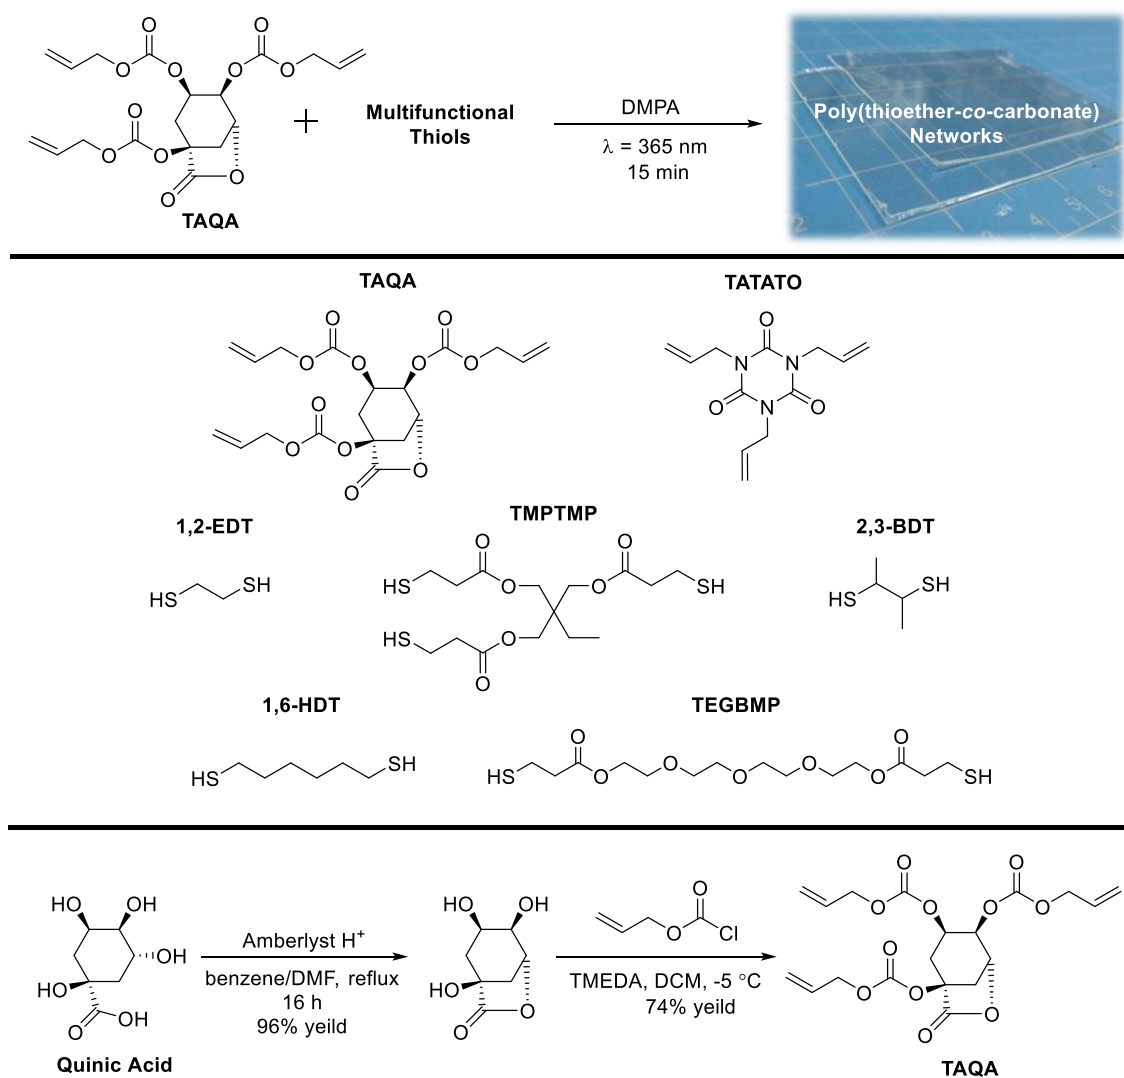 Multifunctional
Thiols
DMPA
λ = 365 nm
15 min
Poly(thioether-co-carbonate)
Networks
TAQA
TAQA
TATATO
1,2-EDT
TMPTMP
2,3-BDT
1,6-HDT
TEGBMP
Amberlyst H+
benzene/DMF, reflux
16 h
96% yeild
TMEDA, DCM, -5 °C
74% yeild
Quinic Acid
TAQA